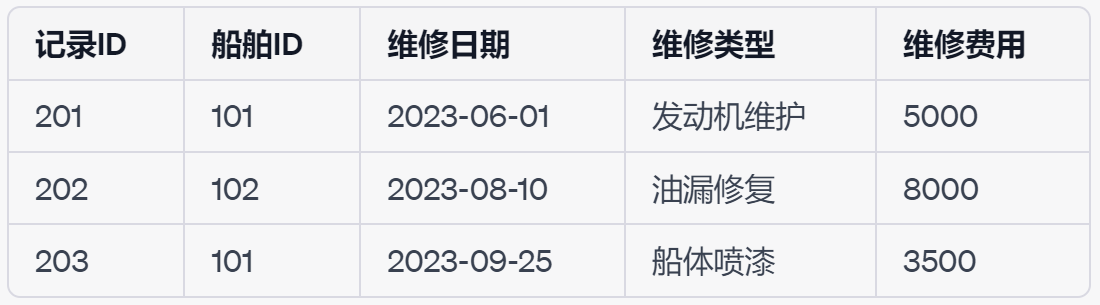 记录ID 船舶ID 维修日期 维修类型 维修费用
201 101 2023-06-01 发动机维护 5000
202 102 2023-08-10 油漏修复 8000
203 101 2023-09-25 船体喷漆 3500